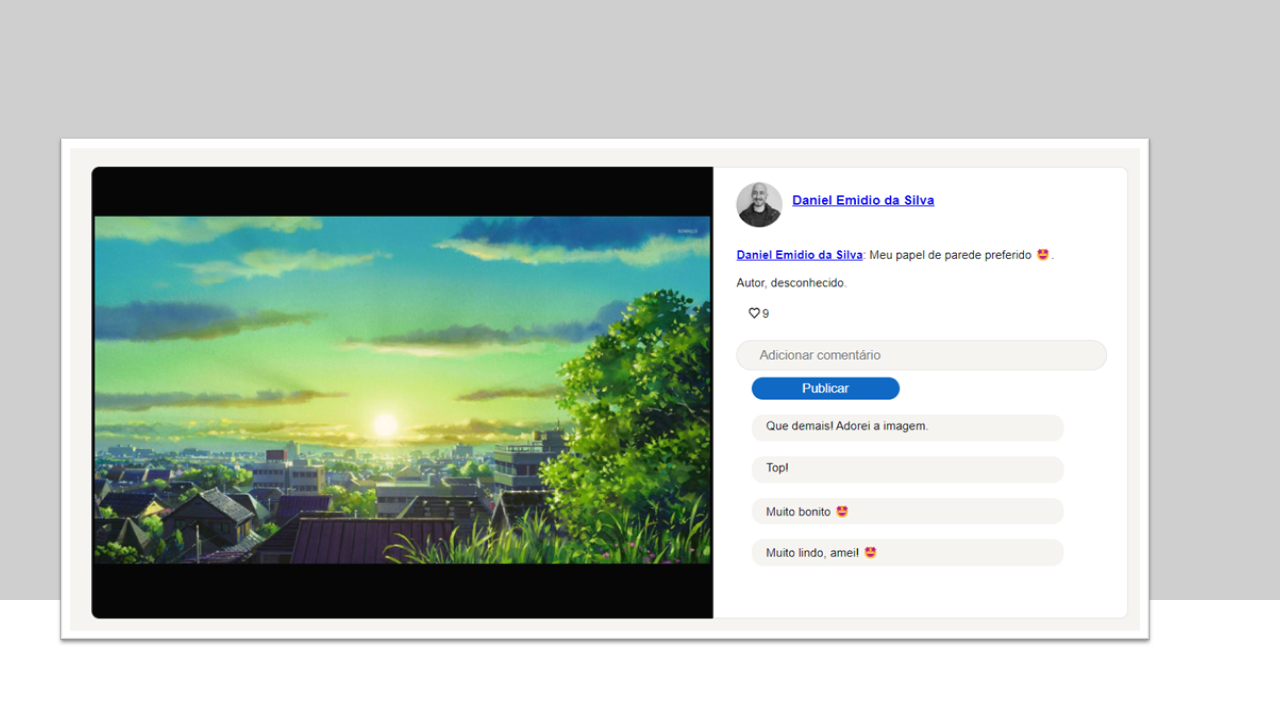 Daniel Emidio da Silva
Daniel Emidio da Silva: Meu papel de parede preferido 🤩.
Autor, desconhecido.
9
Adicionar comentário
Publicar
Que demais! Adorei a imagem.
Top!
Muito bonito 🤩
Muito lindo, amei! 🤩